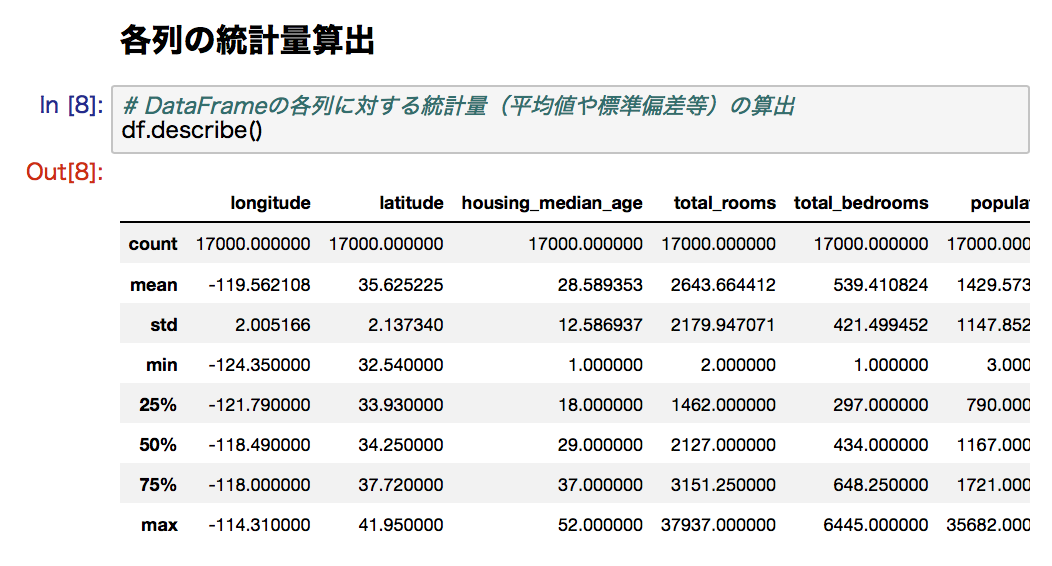 各列の統計量算出
In [8]: # DataFrameの各列に対する統計量（平均値や標準偏差等）の算出
df.describe()
Out[8]:
longitude latitude housing_median_age total_rooms total_bedrooms populat
count 17000.000000 17000.000000 17000.000000 17000.000000 17000.000000 17000.000
mean -119.562108 35.625225 28.589353 2643.664412 539.410824 1429.573
std 2.005166 2.137340 12.586937 2179.947071 421.499452 1147.852
min -124.350000 32.540000 1.000000 2.000000 1.000000 3.000
25% -121.790000 33.930000 18.000000 1462.000000 297.000000 790.000
50% -118.490000 34.250000 29.000000 2127.000000 434.000000 1167.000
75% -118.000000 37.720000 37.000000 3151.250000 648.250000 1721.000
max -114.310000 41.950000 52.000000 37937.000000 6445.000000 35682.000